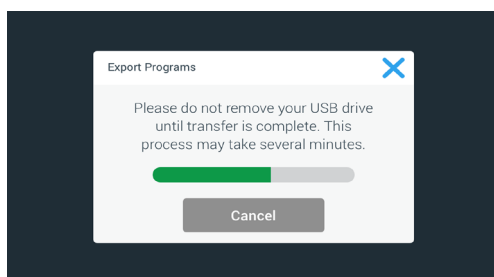 Export Programs
Please do not remove your USB drive
until transfer is complete. This
process may take several minutes.
Cancel